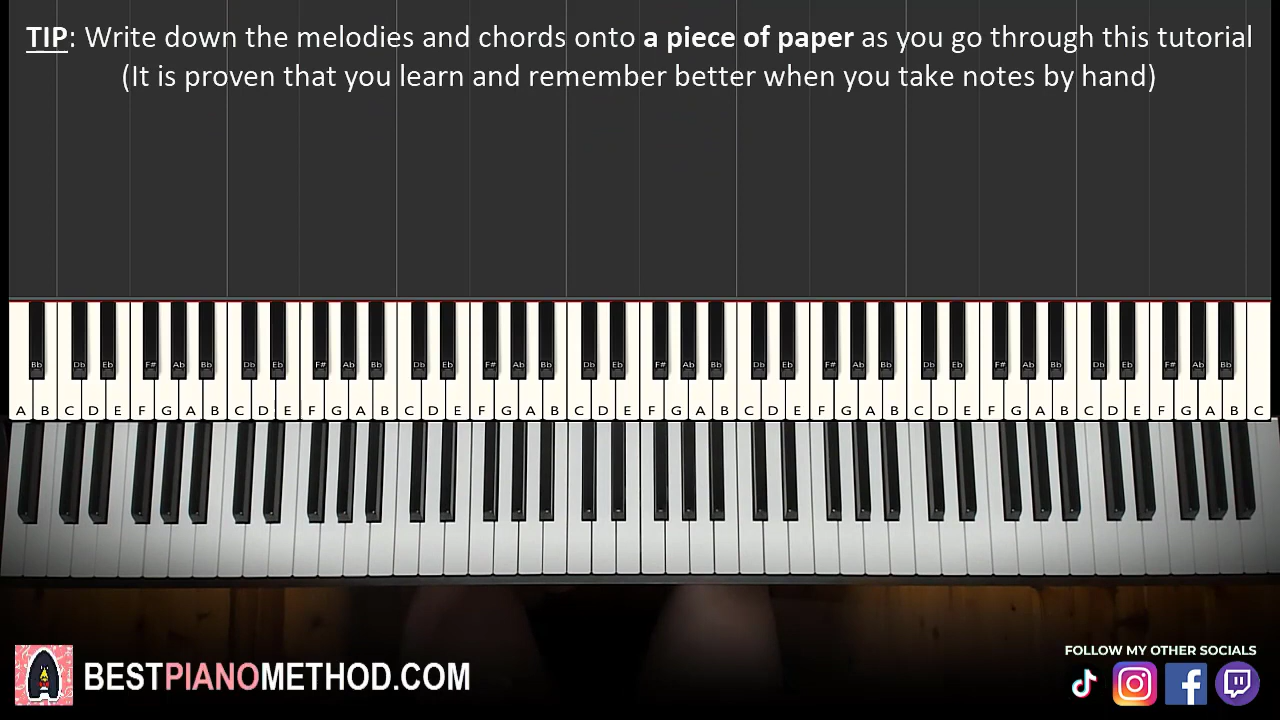 TIP: Write down the melodies and chords onto a piece of paper as you go through this tutorial
(It is proven that you learn and remember better when you take notes by hand)
Bb Db Eb F# Ab Bb Db Eb F# Ab Bb Db Eb F# Ab Bb Db Eb F# Ab Bb Db Eb F# Ab Bb Db Eb F# Ab Bb Db Eb F# Ab Bb
A B C D E F G A B C D E F G A B C D E F G A B C D E F G A B C D E F G A B C D E F G A B C D E F G A B C
FOLLOW MY OTHER SOCIALS
BESTPIANOMETHOD.COM